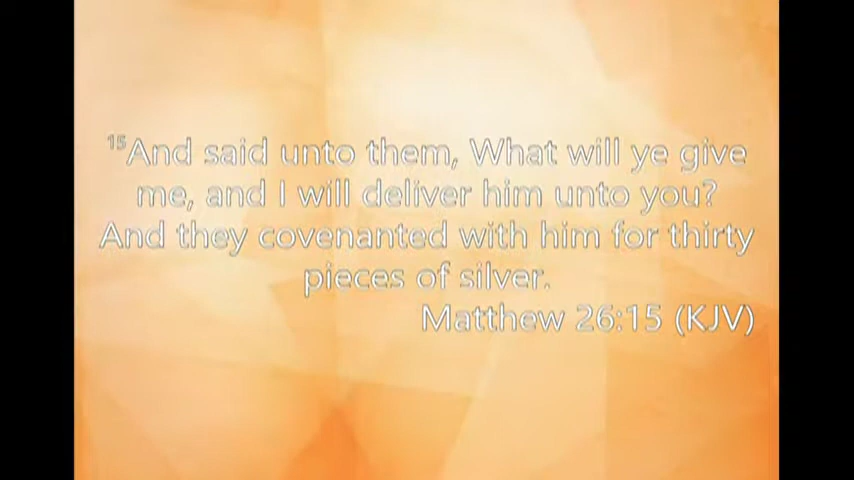 15And said unto them, What will ye give
me, and I will deliver him unto you?
And they covenanted with him for thirty
pieces of silver.
Matthew 26:15 (KJV)